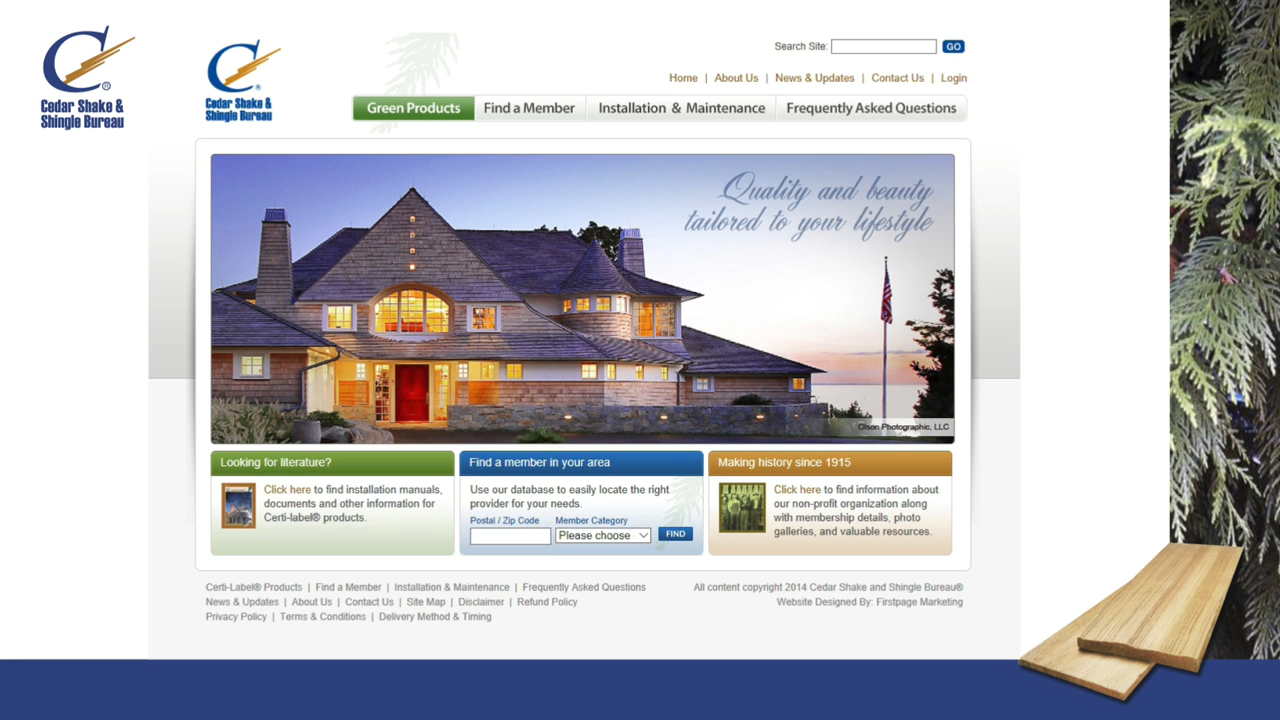 Cedar Shake &
Shingle Bureau
®
Cedar Shake &
Shingle Bureau
®
Search Site: GO
Home | About Us | News & Updates | Contact Us | Login
Green Products Find a Member Installation & Maintenance Frequently Asked Questions
Quality and beauty
tailored to your lifestyle
Olson Photographic, LLC
Looking for literature?
Click here to find installation manuals,
documents and other information for
Certi-label® products.
Find a member in your area
Use our database to easily locate the right
provider for your needs.
Postal / Zip Code Member Category
Please choose FIND
Making history since 1915
Click here to find information about
our non-profit organization along
with membership details, photo
galleries, and valuable resources.
Certi-Label® Products | Find a Member | Installation & Maintenance | Frequently Asked Questions
News & Updates | About Us | Contact Us | Site Map | Disclaimer | Refund Policy
Privacy Policy | Terms & Conditions | Delivery Method & Timing
All content copyright 2014 Cedar Shake and Shingle Bureau®
Website Designed By: Firstpage Marketing